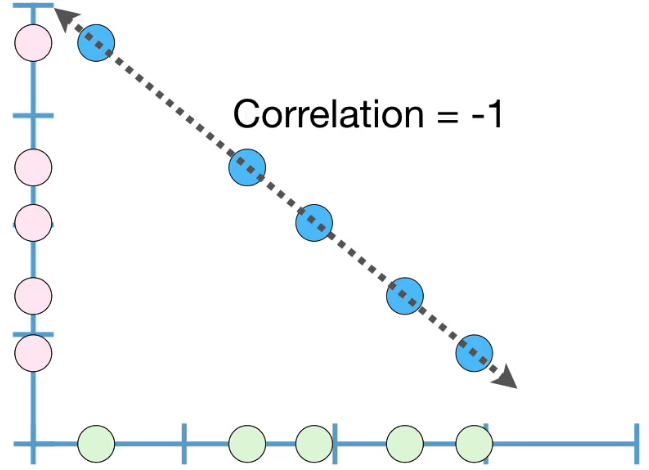 Correlation = -1